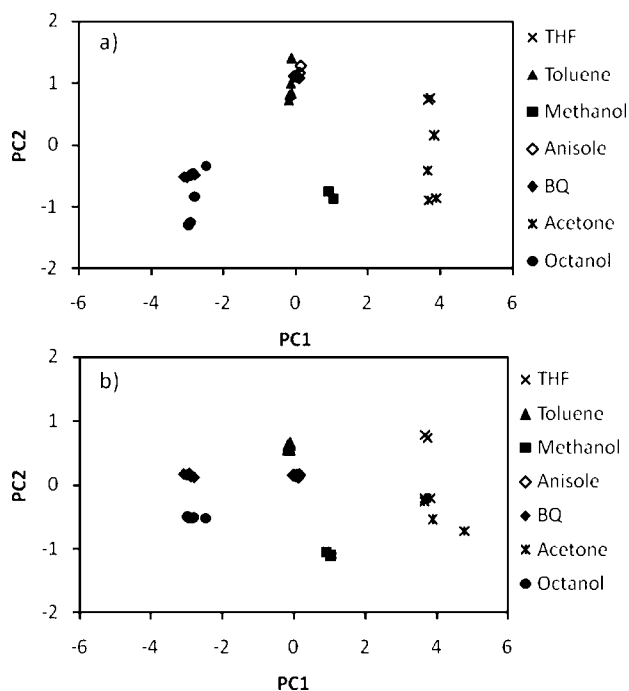 a)
PC2
2
1
0
-1
-2
-6 -4 -2 0 2 4 6
PC1
THF
Toluene
Methanol
Anisole
BQ
Acetone
Octanol
b)
PC2
2
1
0
-1
-2
-6 -4 -2 0 2 4 6
PC1
THF
Toluene
Methanol
Anisole
BQ
Acetone
Octanol